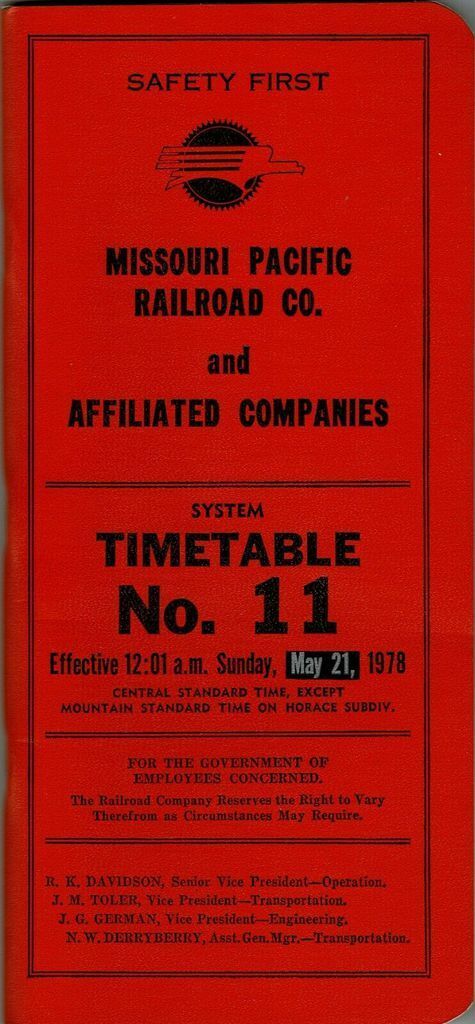 SAFETY FIRST
MISSOURI PACIFIC
RAILROAD CO.
and
AFFILIATED COMPANIES
SYSTEM
TIMETABLE
No. 11
Effective 12:01 a.m. Sunday, May 21, 1978
CENTRAL STANDARD TIME, EXCEPT
MOUNTAIN STANDARD TIME ON HORACE SUBDIV.
FOR THE GOVERNMENT OF
EMPLOYEES CONCERNED.
The Railroad Company Reserves the Right to Vary
Therefrom as Circumstances May Require.
R. K. DAVIDSON, Senior Vice President—Operation.
J. M. TOLER, Vice President—Transportation.
J. G. GERMAN, Vice President—Engineering.
N. W. DERRYBERRY, Asst. Gen. Mgr.—Transportation.